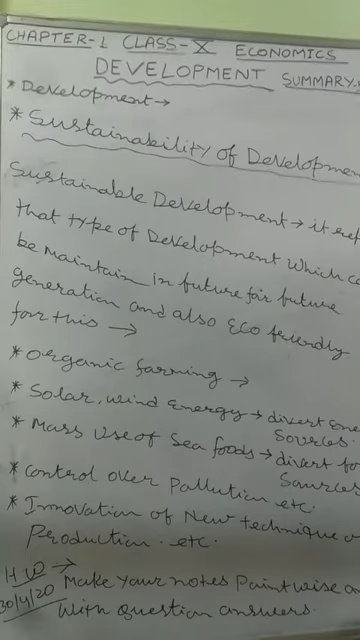 CHAPTER-1 CLASS-X ECONOMICS
DEVELOPMENT SUMMARY.
* Development →
* Sustainability of Developmen
Sustainable Development → it ref
that type of Development which ca
be Maintain in future for future
generation and also Eco friendly
for this →
* Organic farming →
* Solar, wind Energy → divert Ene
Sources.
* Mass Use of Sea foods → divert fo
Sources
* control over Pollution etc.
* Innovation of New technique o
Production. etc.
H W → Make your notes Pointwise an
30/4/20 With question answers.